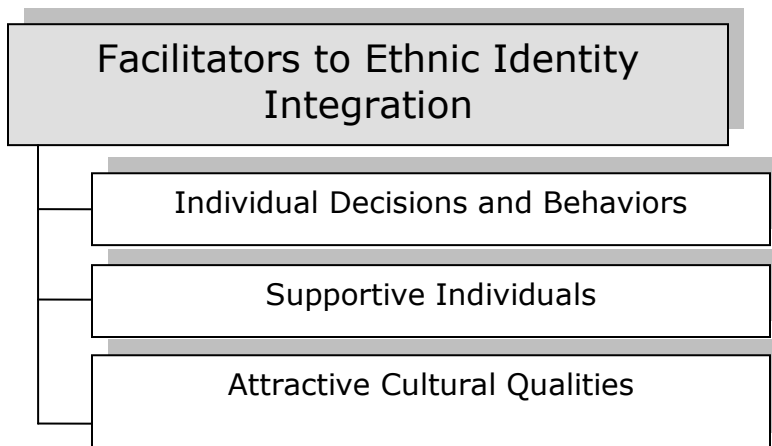 Facilitators to Ethnic Identity
Integration
Individual Decisions and Behaviors
Supportive Individuals
Attractive Cultural Qualities